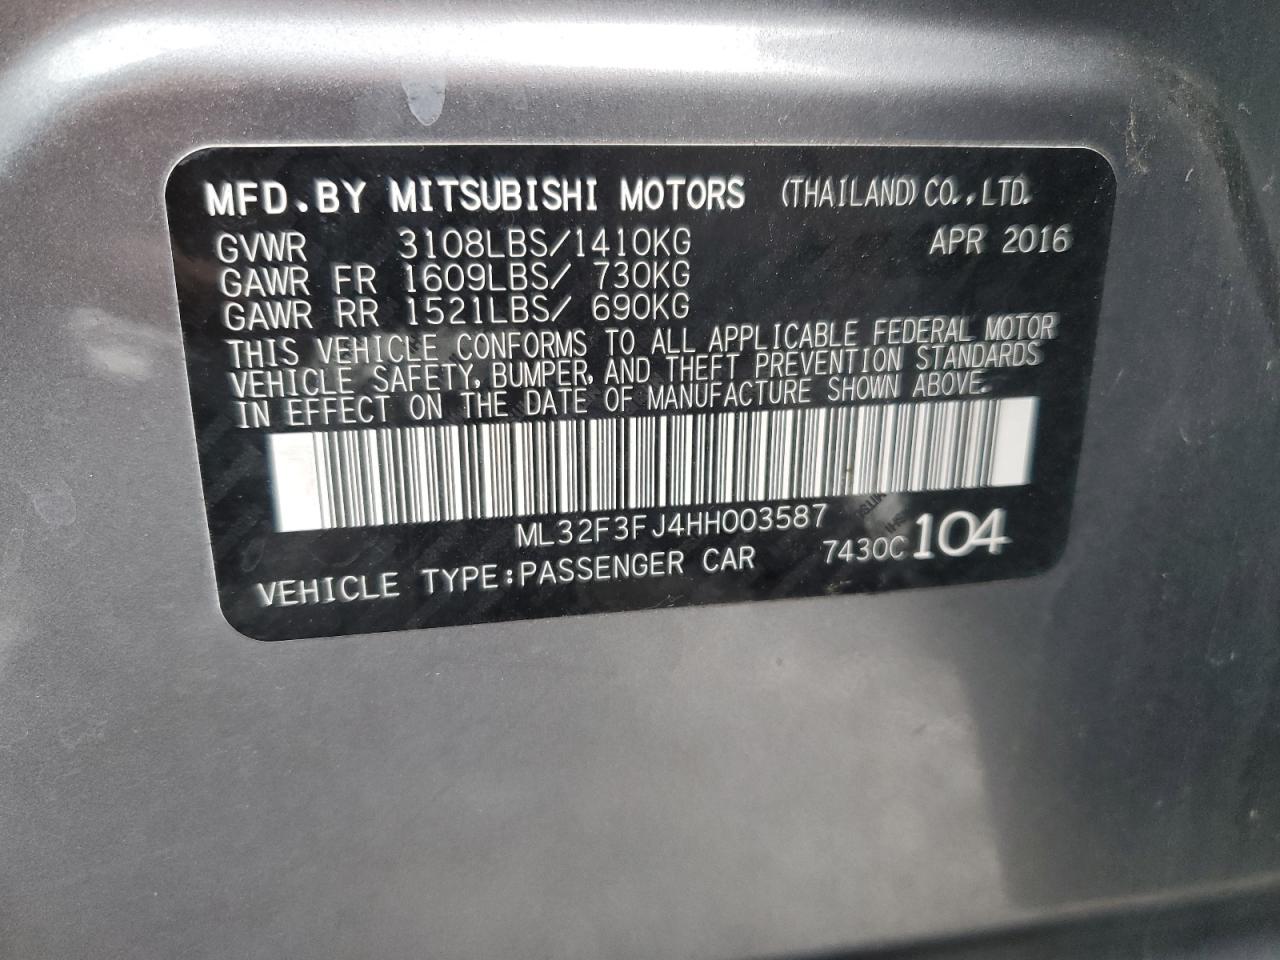 MFD.BY MITSUBISHI MOTORS (THAILAND) CO.,LTD.
GVWR 3108LBS/1410KG APR 2016
GAWR FR 1609LBS/ 730KG
GAWR RR 1521LBS/ 690KG
THIS VEHICLE CONFORMS TO ALL APPLICABLE FEDERAL MOTOR
VEHICLE SAFETY, BUMPER, AND THEFT PREVENTION STANDARDS
IN EFFECT ON THE DATE OF MANUFACTURE SHOWN ABOVE.
ML32F3FJ4HH003587
VEHICLE TYPE:PASSENGER CAR 7430C 104